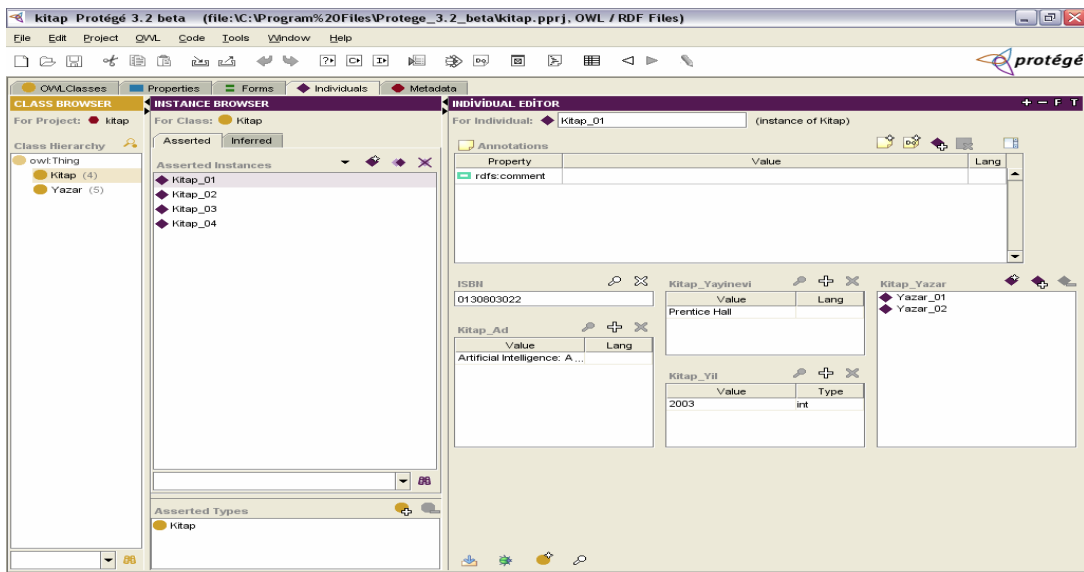 kitap Protégé 3.2 beta (file:\C:\Program%20Files\Protege_3.2_beta\kitap.pprj, OWL / RDF Files)
File Edit Project OWL Code Tools Window Help
protégé
OWLClasses Properties Forms Individuals Metadata
CLASS BROWSER
For Project: kitap
Class Hierarchy
owl:Thing
Kitap (4)
Yazar (5)
INSTANCE BROWSER
For Class: Kitap
Asserted Inferred
Asserted Instances
Kitap_01
Kitap_02
Kitap_03
Kitap_04
Asserted Types
Kitap
INDIVIDUAL EDITOR + - F T
For Individual: Kitap_01 (instance of Kitap)
Annotations
Property Value Lang
rdfs:comment
ISBN
0130803022
Kitap_Ad
Value Lang
Artificial Intelligence: A ...
Kitap_Yayinevi
Value Lang
Prentice Hall
Kitap_Yil
Value Type
2003 int
Kitap_Yazar
Yazar_01
Yazar_02